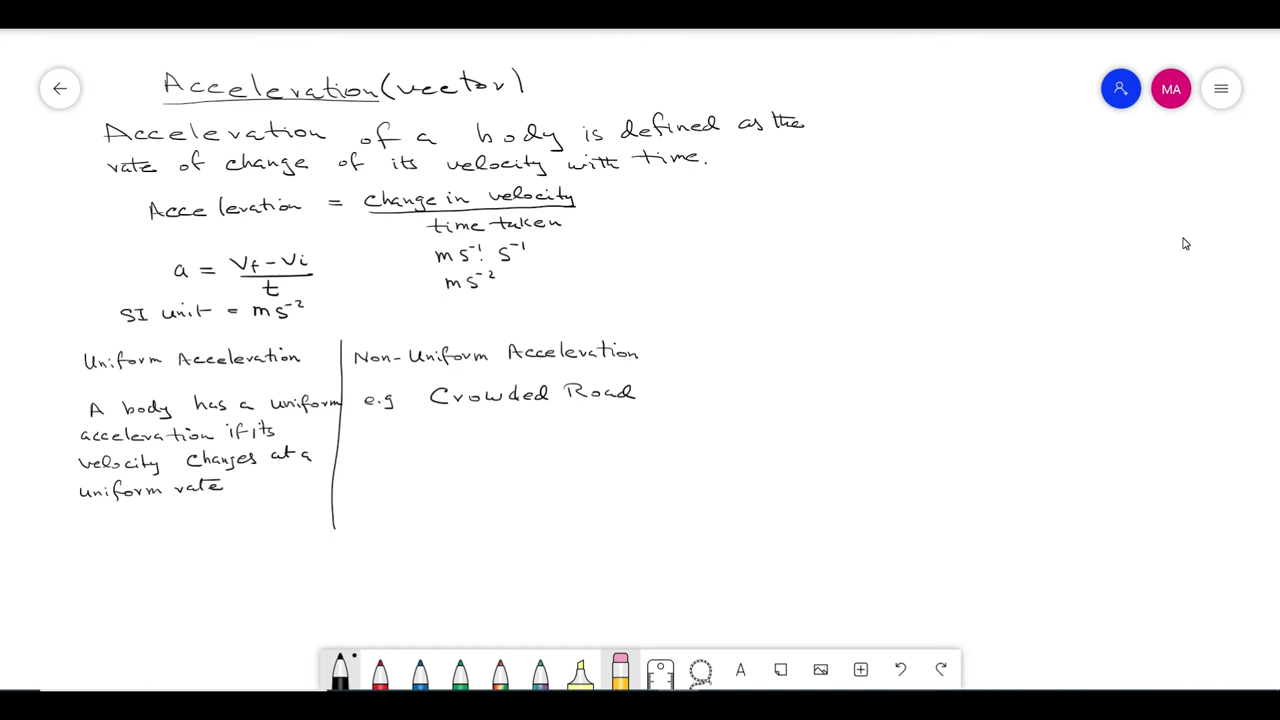 Acceleration (vector)
MA
Acceleration of a body is defined as the
rate of change of its velocity with time.
Acceleration = change in velocity
time taken
ms⁻¹. s⁻¹
a = Vf - Vi
t
ms⁻²
SI unit = ms⁻²
Uniform Acceleration
Non-Uniform Acceleration
A body has a uniform
acceleration if its
velocity changes at a
uniform rate
e.g Crowded Road
A